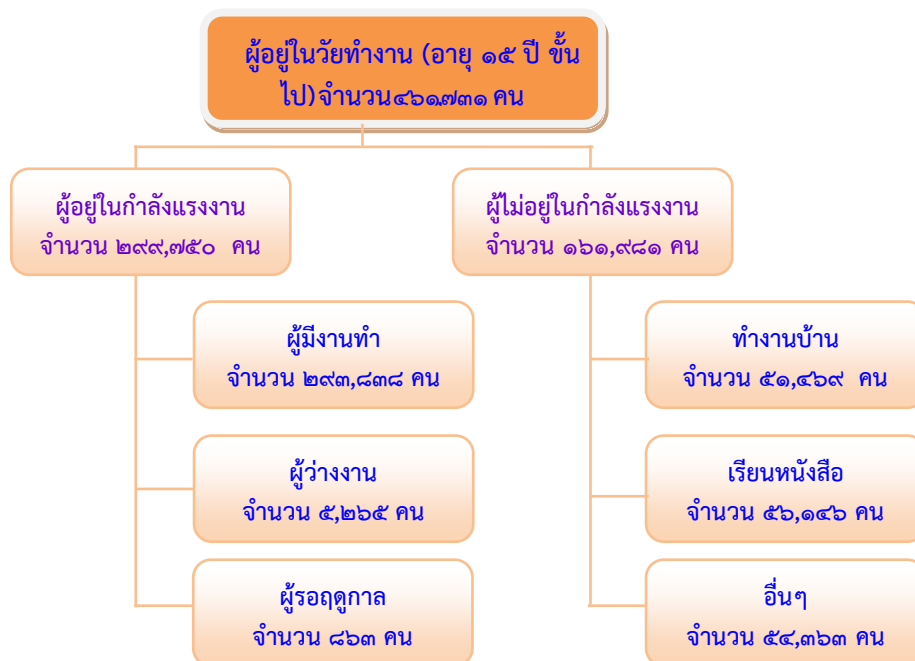 ผู้อยู่ในวัยทำงาน (อายุ ๑๕ ปี ขั้น
ไป)จำนวน๔๖๑,๗๓๑ คน
ผู้อยู่ในกำลังแรงงาน
จำนวน ๒๙๙,๗๕๐ คน
ผู้ไม่อยู่ในกำลังแรงงาน
จำนวน ๑๖๑,๙๘๑ คน
ผู้มีงานทำ
จำนวน ๒๙๓,๘๓๘ คน
ทำงานบ้าน
จำนวน ๕๑,๔๖๙ คน
ผู้ว่างงาน
จำนวน ๕,๒๖๕ คน
เรียนหนังสือ
จำนวน ๕๖,๑๔๖ คน
ผู้รอฤดูกาล
จำนวน ๘๖๓ คน
อื่นๆ
จำนวน ๕๔,๓๖๓ คน